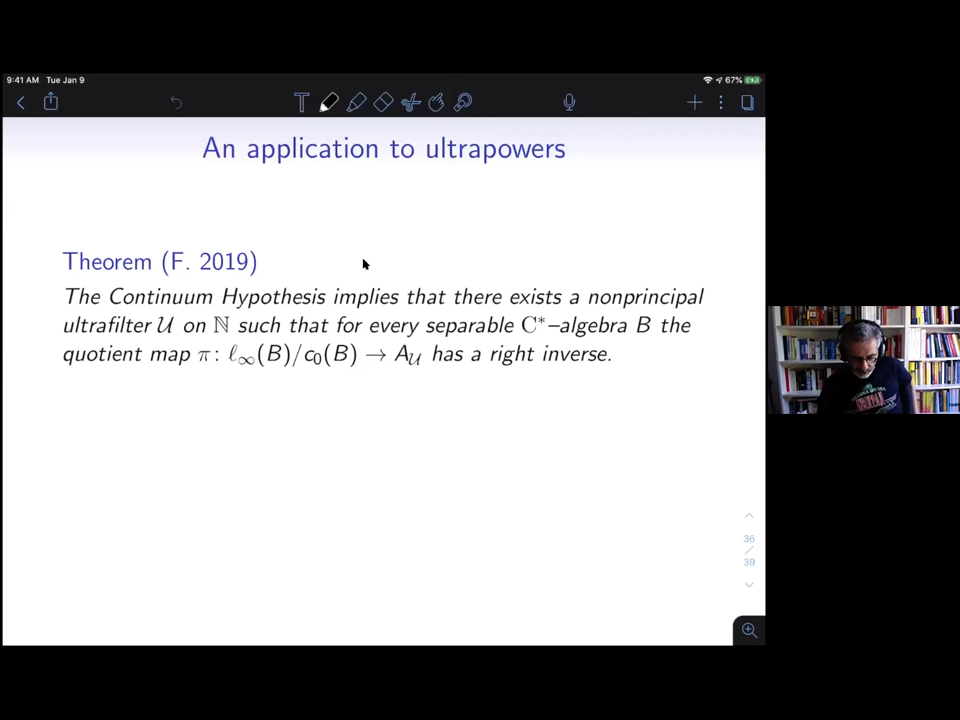 9:41 AM Tue Jan 9
67%
An application to ultrapowers
Theorem (F. 2019)
The Continuum Hypothesis implies that there exists a nonprincipal
ultrafilter 𝒰 on ℕ such that for every separable C*–algebra B the
quotient map π: ℓ∞(B)/c₀(B) → A_𝒰 has a right inverse.
36
/
39